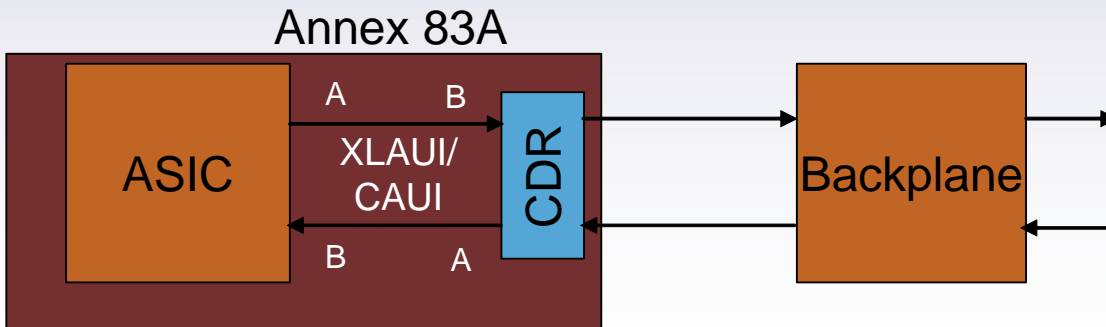 Annex 83A
A B
ASIC
XLAUI/
CAUI
CDR
Backplane
B A